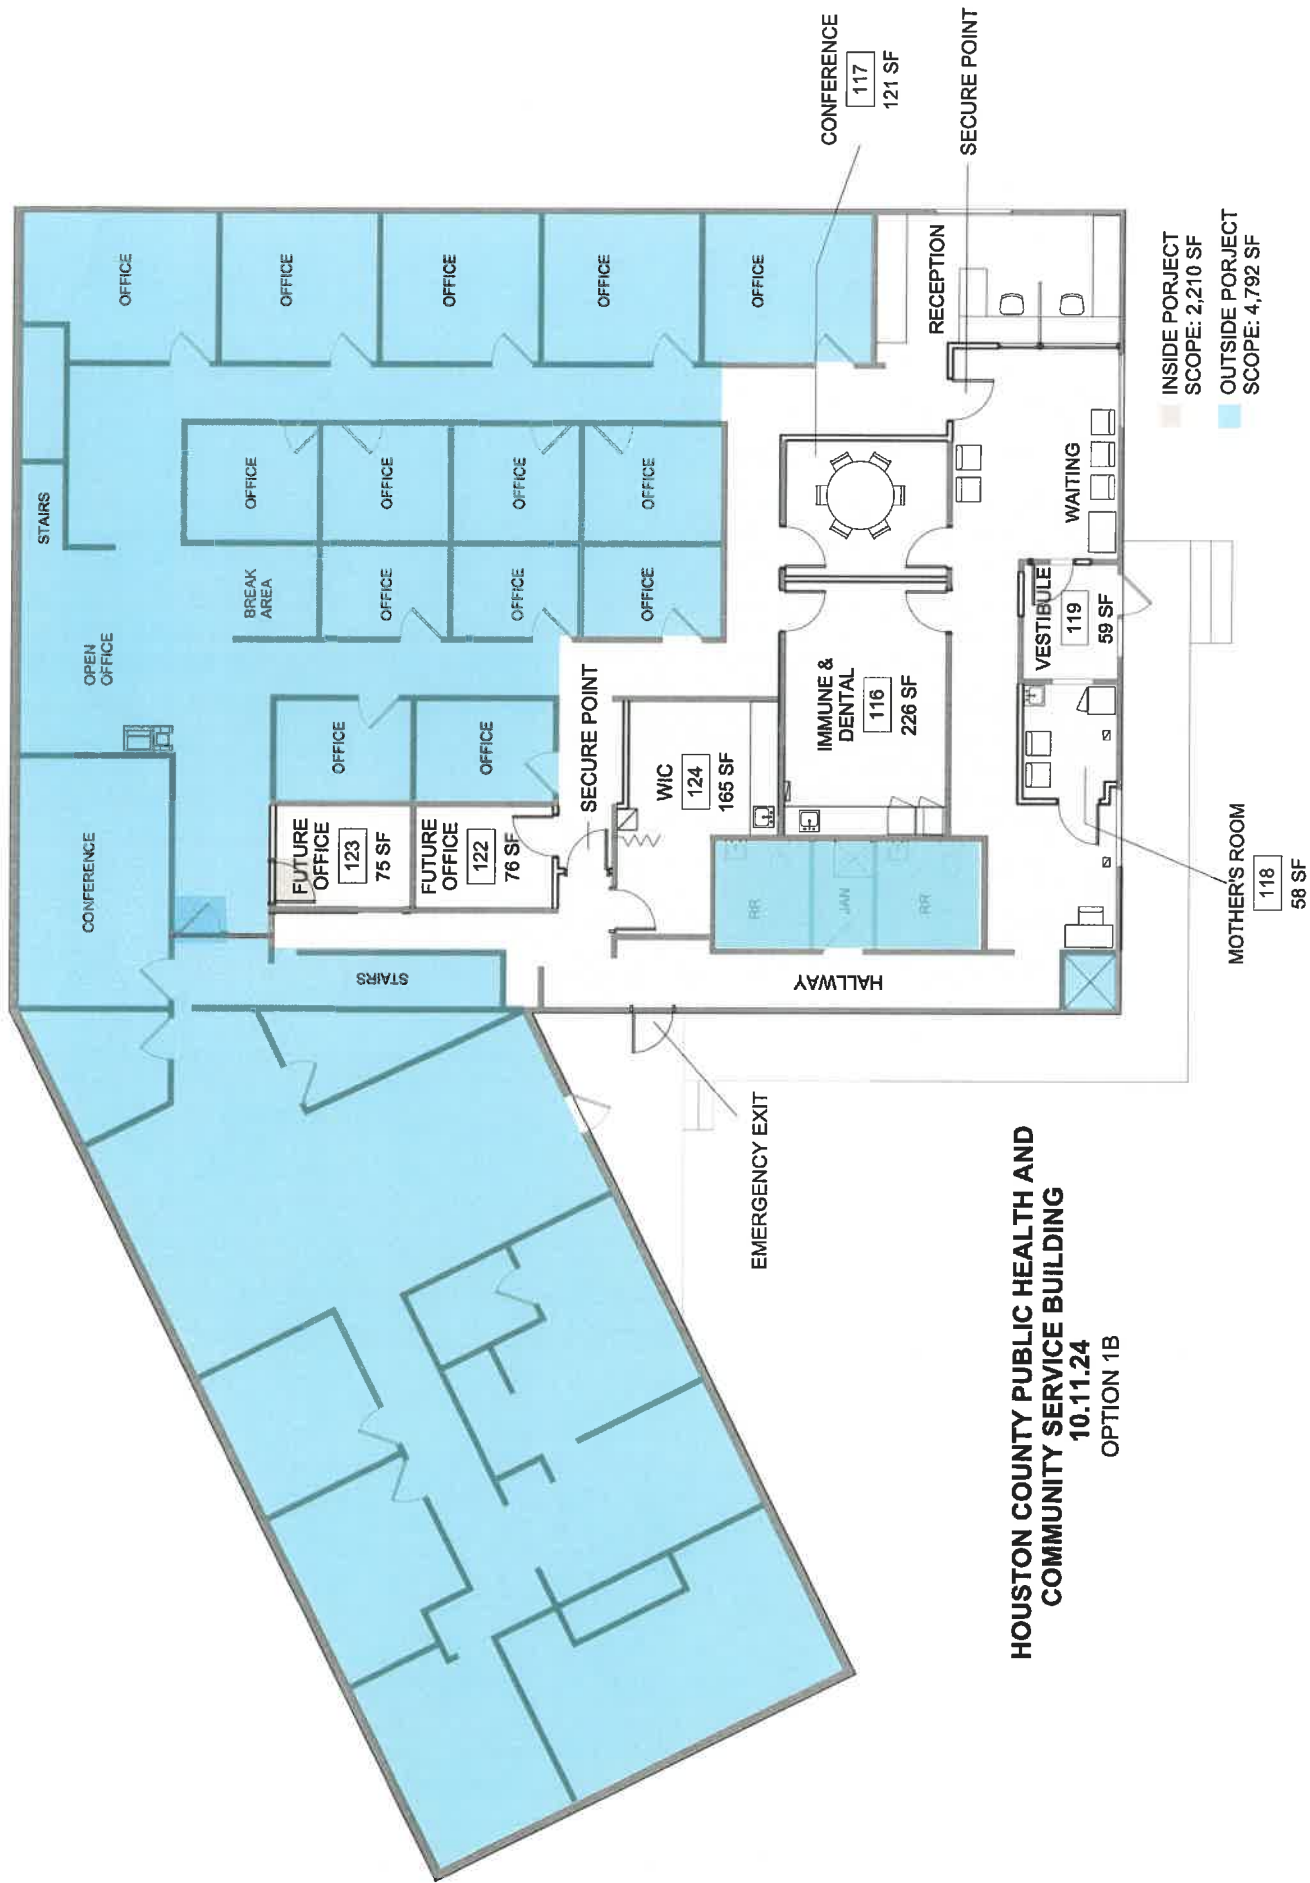 CONFERENCE
117
121 SF
SECURE POINT
OFFICE
OFFICE
OFFICE
OFFICE
OFFICE
RECEPTION
INSIDE PORJECT
SCOPE: 2,210 SF
OUTSIDE PORJECT
SCOPE: 4,792 SF
STAIRS
OFFICE
OFFICE
OFFICE
OFFICE
WAITING
OPEN
OFFICE
BREAK
AREA
OFFICE
OFFICE
OFFICE
VESTIBULE
119
59 SF
OFFICE
OFFICE
SECURE POINT
WIC
124
165 SF
IMMUNE &
DENTAL
116
226 SF
CONFERENCE
FUTURE
OFFICE
123
75 SF
FUTURE
OFFICE
122
76 SF
RR
JAN
RR
MOTHER'S ROOM
118
58 SF
STAIRS
HALLWAY
EMERGENCY EXIT
HOUSTON COUNTY PUBLIC HEALTH AND
COMMUNITY SERVICE BUILDING
10.11.24
OPTION 1B